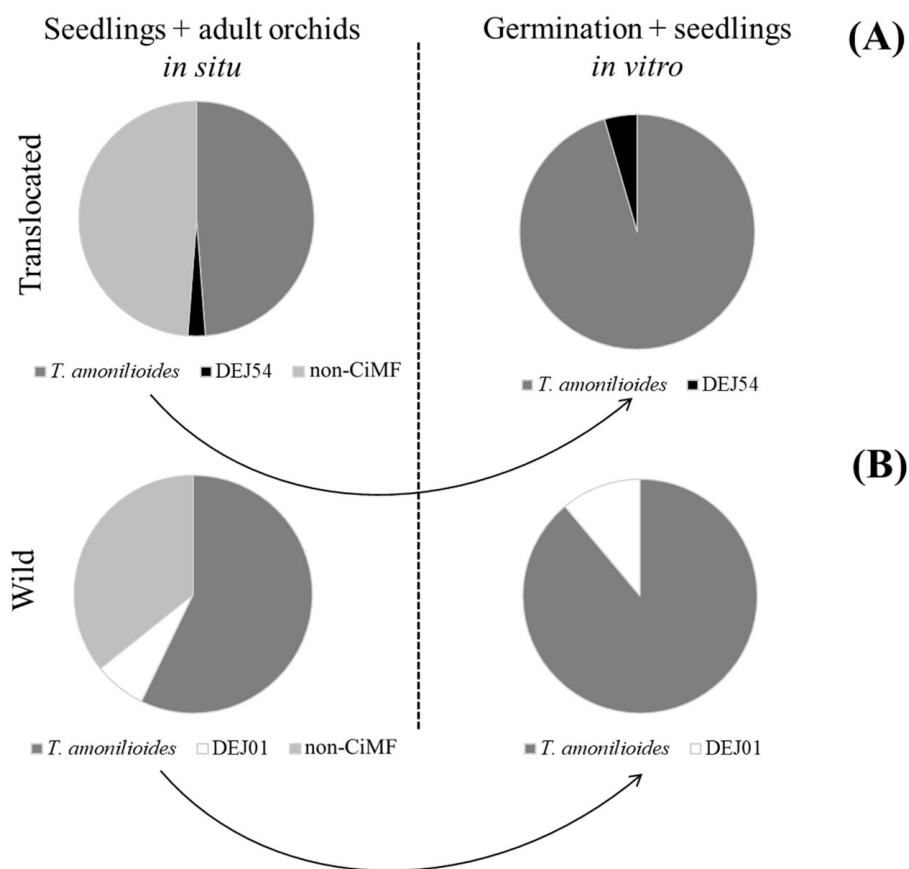 Seedlings + adult orchids
in situ
Germination + seedlings
in vitro
(A)
Translocated
T. amonilioides DEJ54 non-CiMF
T. amonilioides DEJ54
(B)
Wild
T. amonilioides DEJ01 non-CiMF
T. amonilioides DEJ01